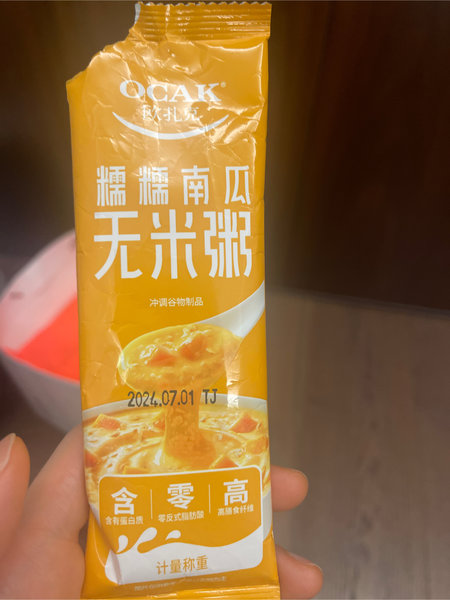 OCAK®
欧扎克
糯糯南瓜
无米粥
冲调谷物制品
2024.07.01 TJ
含 零 高
含有蛋白质 零反式脂肪酸 高膳食纤维
计量称重